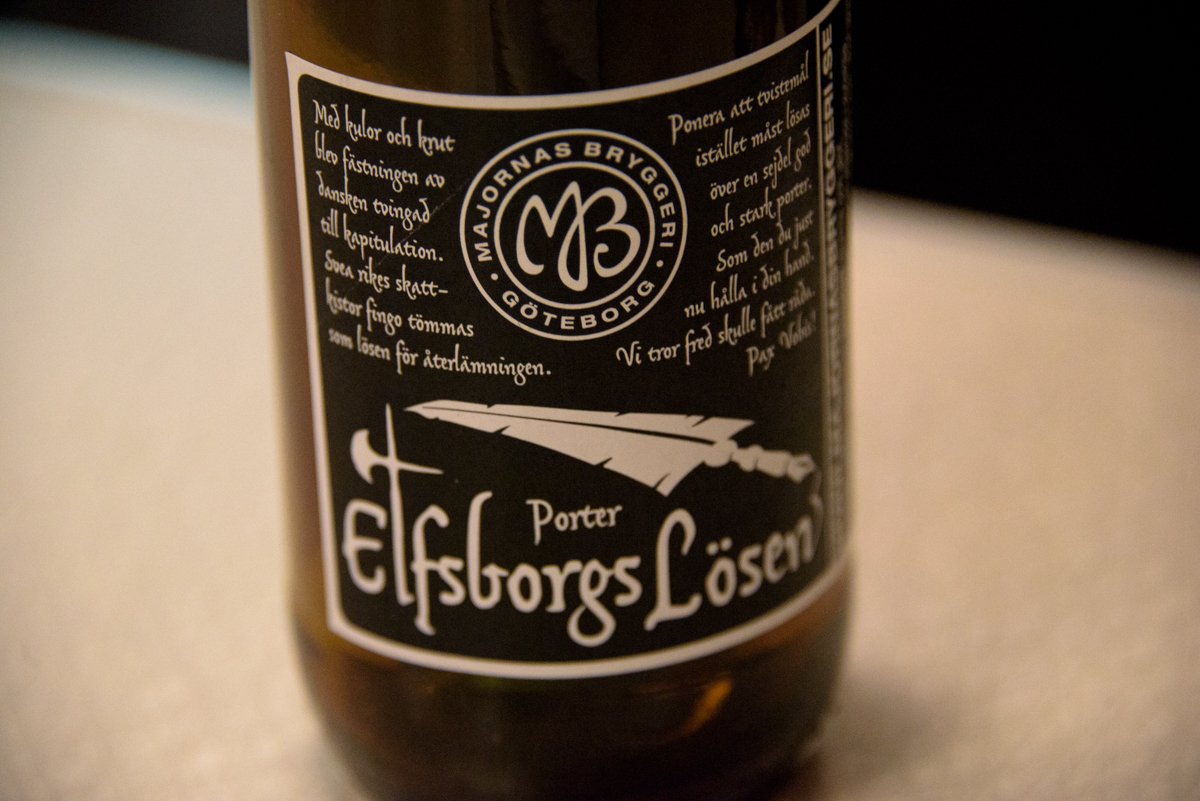 Med kulor och krut
blev fästningen av
dansken tvingad
till kapitulation.
Svea rikes skatt-
kistor fingo tömmas
som lösen för återlämningen.
MAJORNAS BRYGGERI
MB
GÖTEBORG
Ponera att tvistemål
istället måst lösas
över en sejdel god
och stark porter.
Som den du just
nu hålla i din hand.
Vi tror fred skulle fått råda.
Pax Vobis!
Porter
Elfsborgs Lösen
MAJORNASBRYGGERI.SE